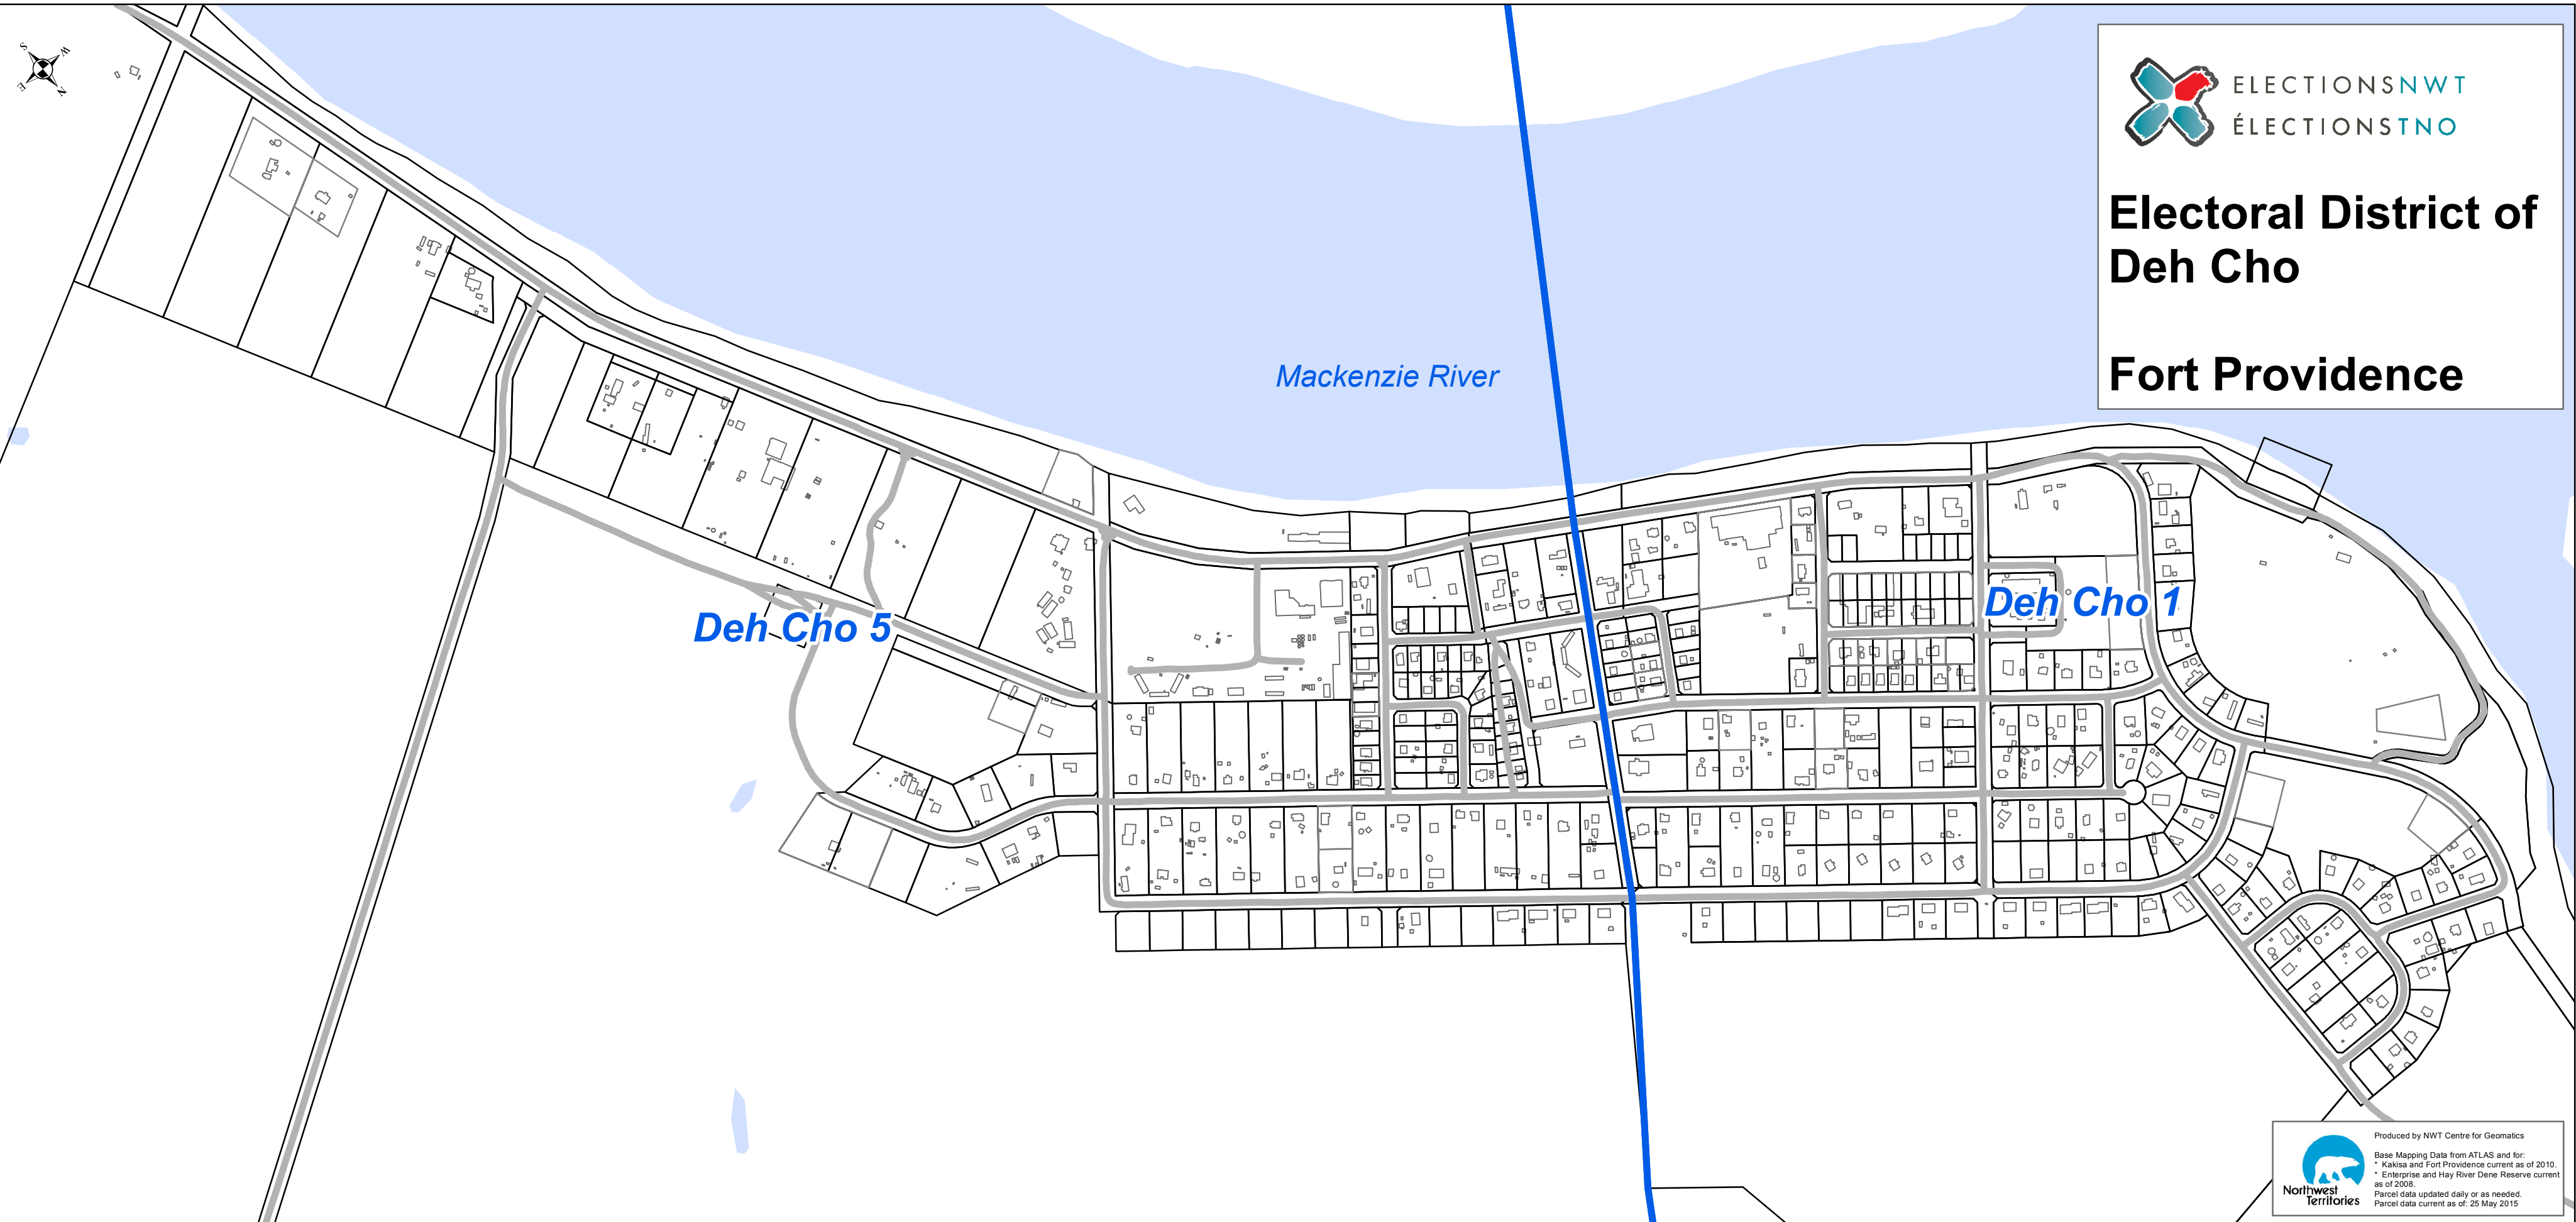 S
W
E
N
ELECTIONSNWT
ÉLECTIONSTNO
Electoral District of
Deh Cho
Fort Providence
Mackenzie River
Deh Cho 5
Deh Cho 1
Northwest
Territories
Produced by NWT Centre for Geomatics
Base Mapping Data from ATLAS and for:
* Kakisa and Fort Providence current as of 2010.
* Enterprise and Hay River Dene Reserve current
as of 2008.
Parcel data updated daily or as needed.
Parcel data current as of: 25 May 2015